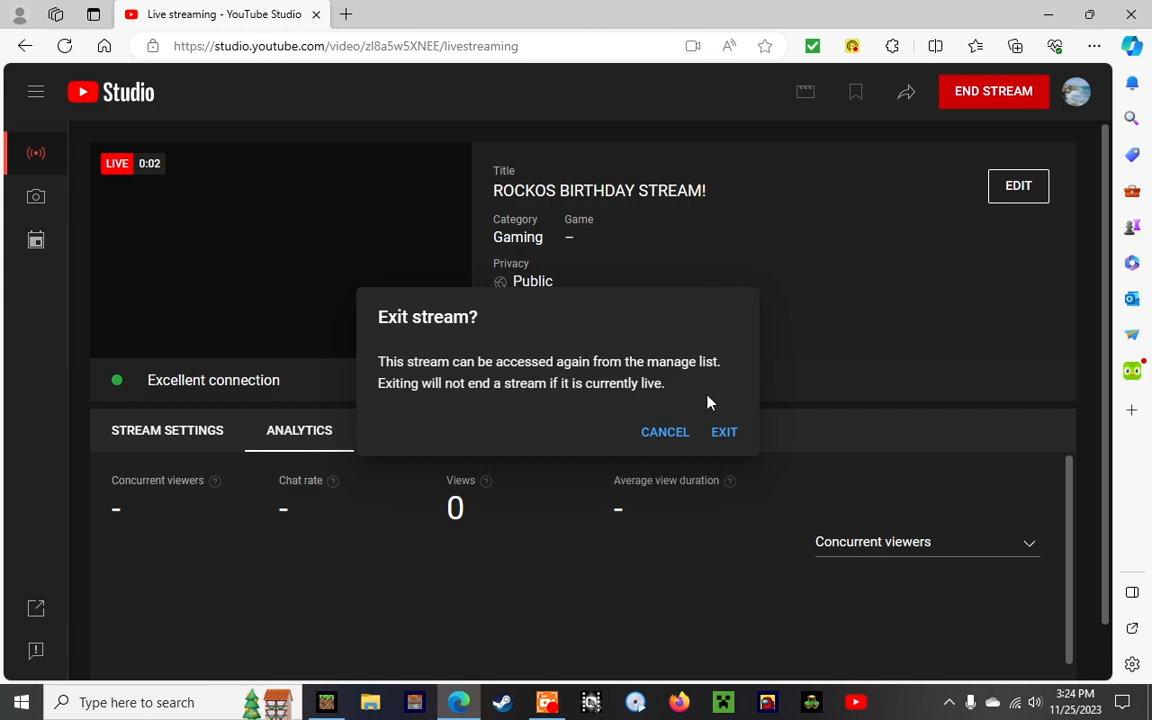 Live streaming - YouTube Studio
https://studio.youtube.com/video/zI8a5w5XNEE/livestreaming
Studio
END STREAM
LIVE 0:02
Title
ROCKOS BIRTHDAY STREAM!
EDIT
Category Game
Gaming –
Privacy
Public
Exit stream?
This stream can be accessed again from the manage list.
Exiting will not end a stream if it is currently live.
CANCEL EXIT
Excellent connection
STREAM SETTINGS ANALYTICS
Concurrent viewers Chat rate Views Average view duration
- - 0 -
Concurrent viewers
Type here to search
3:24 PM
11/25/2023